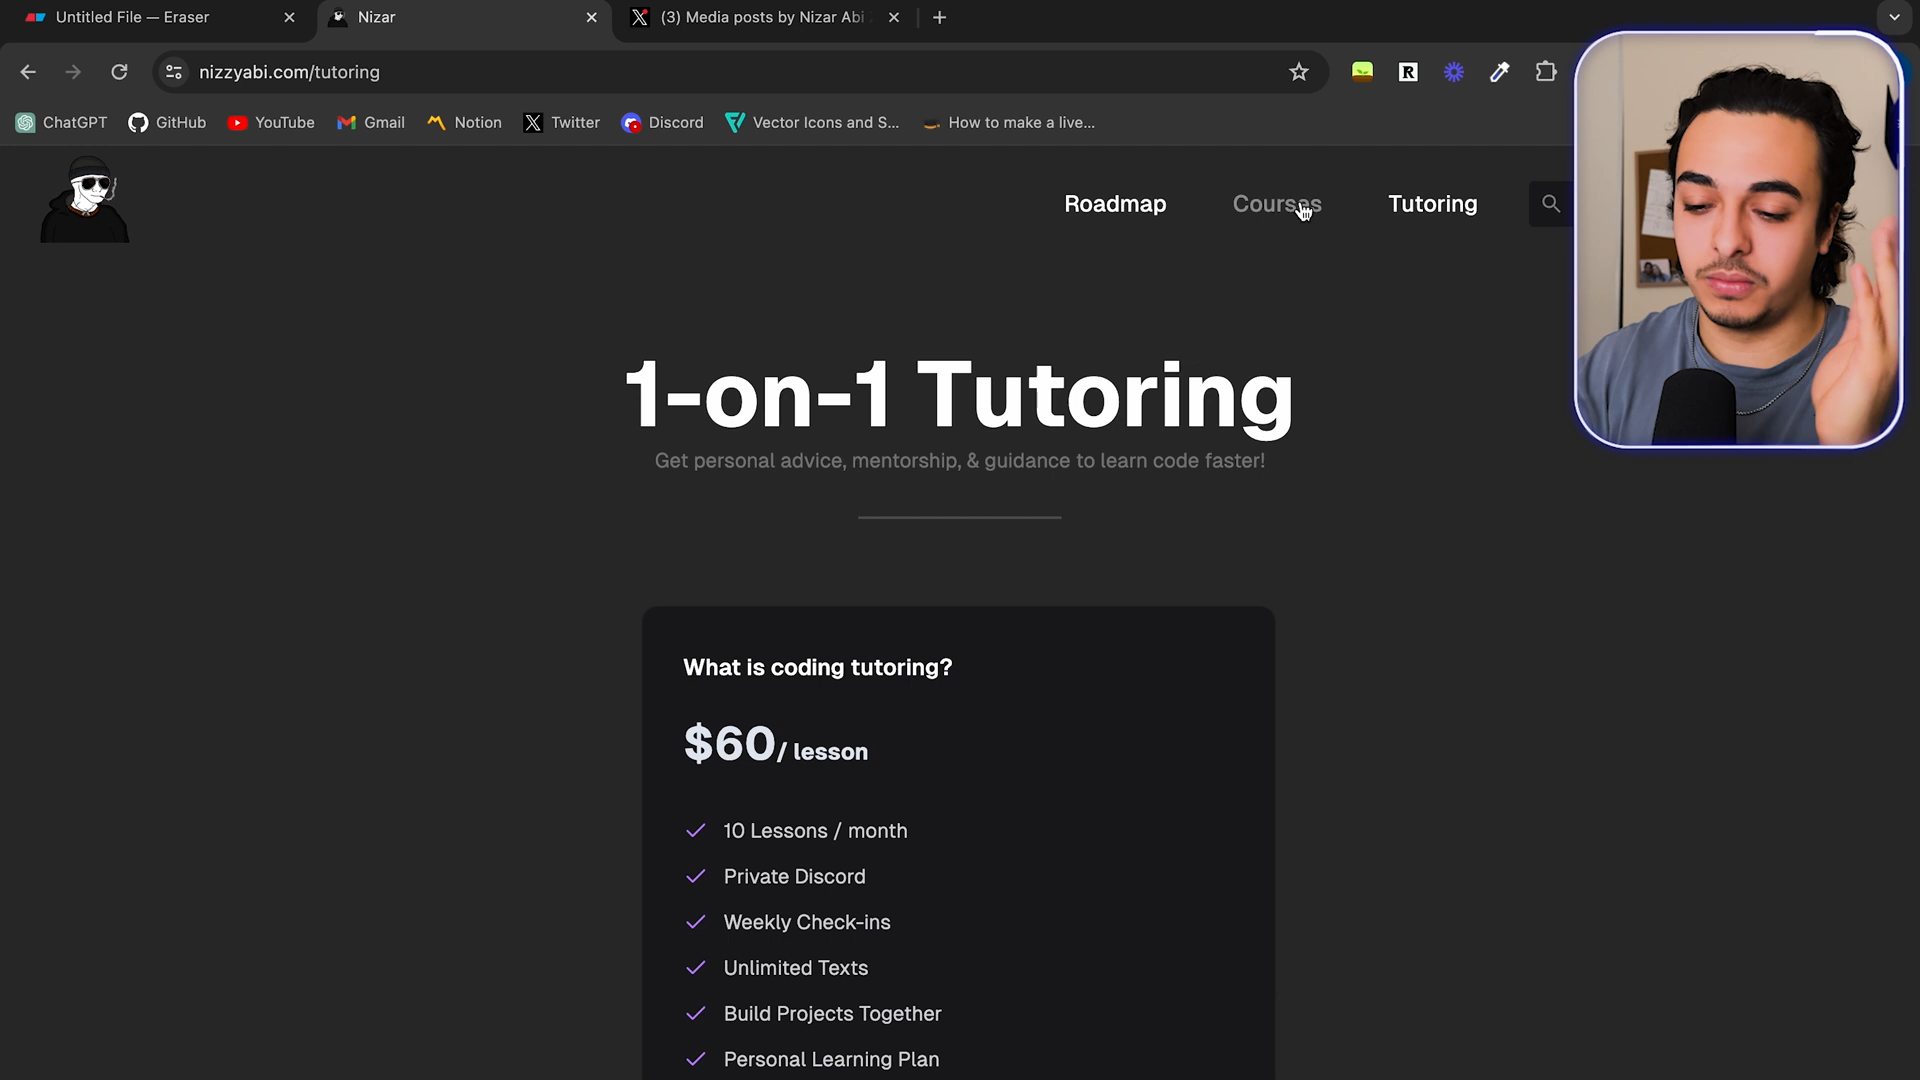 Untitled File — Eraser
Nizar
(3) Media posts by Nizar Abi
nizzyabi.com/tutoring
ChatGPT
GitHub
YouTube
Gmail
Notion
Twitter
Discord
Vector Icons and S...
How to make a live...
Roadmap
Courses
Tutoring
1-on-1 Tutoring
Get personal advice, mentorship, & guidance to learn code faster!
What is coding tutoring?
$60/ lesson
10 Lessons / month
Private Discord
Weekly Check-ins
Unlimited Texts
Build Projects Together
Personal Learning Plan